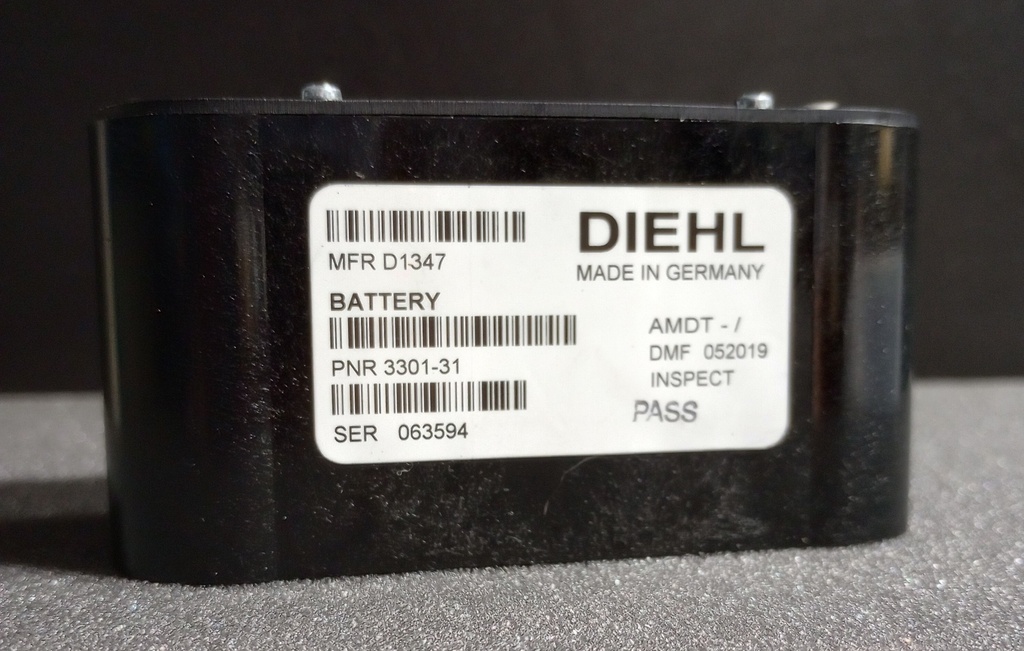 MFR D1347
DIEHL
MADE IN GERMANY
BATTERY
PNR 3301-31
SER 063594
AMDT - /
DMF 052019
INSPECT
PASS